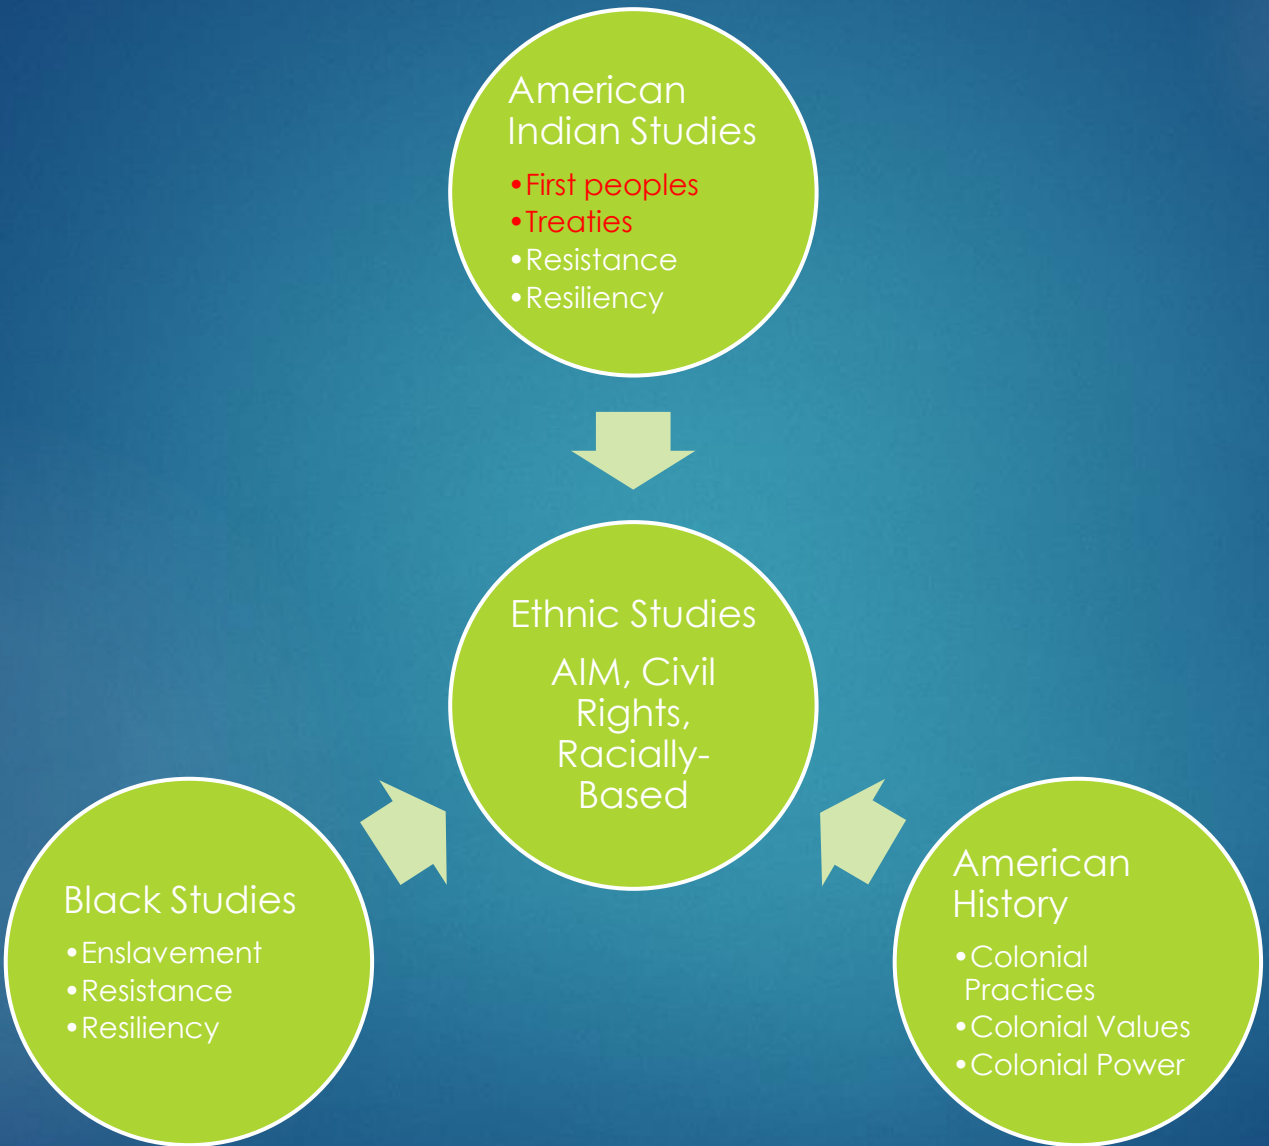 American
Indian Studies
•First peoples
•Treaties
•Resistance
•Resiliency
Ethnic Studies
AIM, Civil
Rights,
Racially-
Based
Black Studies
•Enslavement
•Resistance
•Resiliency
American
History
•Colonial
Practices
•Colonial Values
•Colonial Power